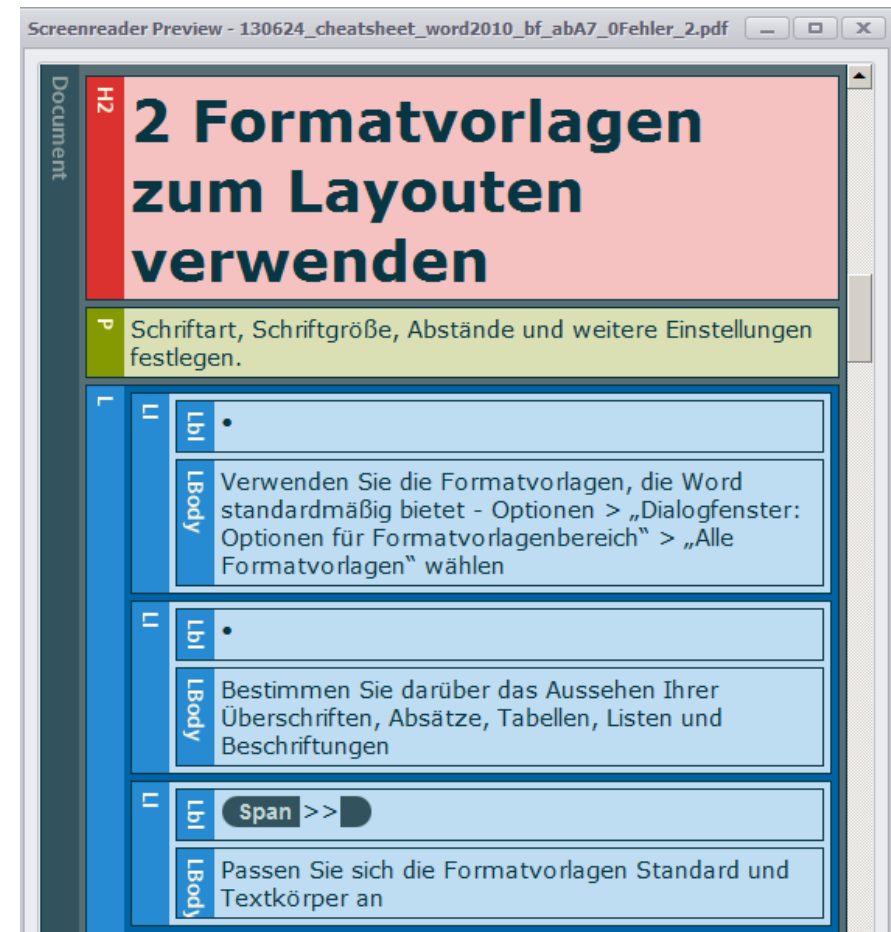 Screenreader Preview - 130624_cheatsheet_word2010_bf_abA7_0Fehler_2.pdf
Document
H2
2 Formatvorlagen
zum Layouten
verwenden
P
Schriftart, Schriftgröße, Abstände und weitere Einstellungen
festlegen.
L
LI
Lbl
•
LBody
Verwenden Sie die Formatvorlagen, die Word
standardmäßig bietet - Optionen > „Dialogfenster:
Optionen für Formatvorlagenbereich“ > „Alle
Formatvorlagen“ wählen
LI
Lbl
•
LBody
Bestimmen Sie darüber das Aussehen Ihrer
Überschriften, Absätze, Tabellen, Listen und
Beschriftungen
LI
Lbl
Span >>
LBody
Passen Sie sich die Formatvorlagen Standard und
Textkörper an